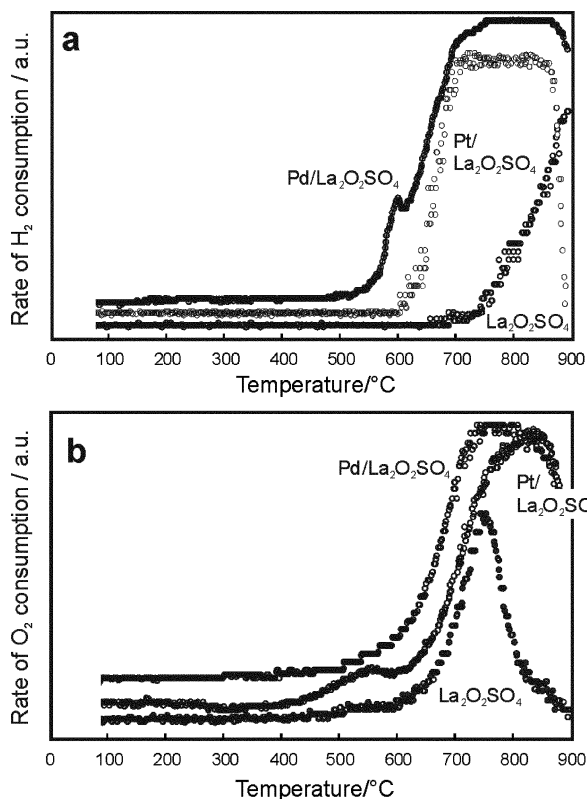 a
Rate of H₂ consumption / a.u.
Pd/La₂O₂SO₄
Pt/
La₂O₂SO₄
La₂O₂SO₄
0 100 200 300 400 500 600 700 800 900
Temperature/°C
b
Rate of O₂ consumption / a.u.
Pd/La₂O₂SO₄
Pt/
La₂O₂SO
La₂O₂SO₄
0 100 200 300 400 500 600 700 800 900
Temperature/°C